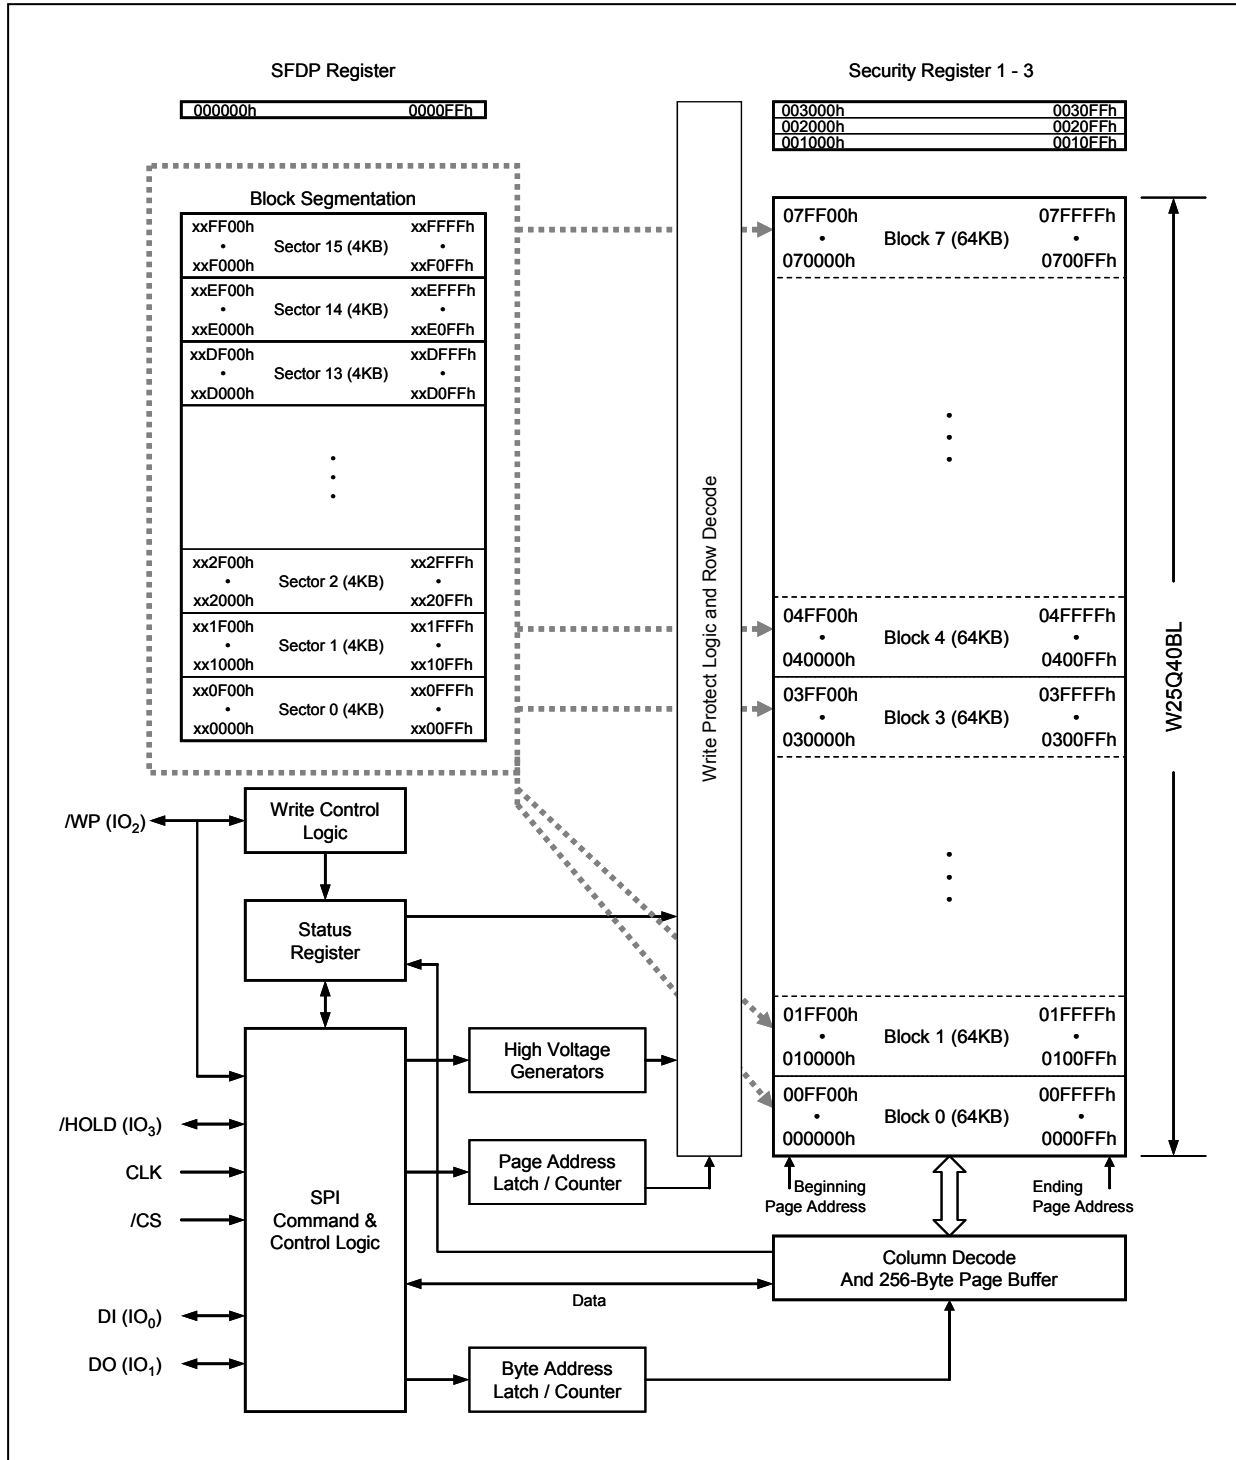 SFDP Register
000000h 0000FFh
Security Register 1 - 3
003000h 0030FFh
002000h 0020FFh
001000h 0010FFh
Block Segmentation
xxFF00h xxFFFFh
• Sector 15 (4KB) •
xxF000h xxF0FFh
xxEF00h xxEFFFh
• Sector 14 (4KB) •
xxE000h xxE0FFh
xxDF00h xxDFFFh
• Sector 13 (4KB) •
xxD000h xxD0FFh
xx2F00h xx2FFFh
• Sector 2 (4KB) •
xx2000h xx20FFh
xx1F00h xx1FFFh
• Sector 1 (4KB) •
xx1000h xx10FFh
xx0F00h xx0FFFh
• Sector 0 (4KB) •
xx0000h xx00FFh
Write Protect Logic and Row Decode
07FF00h 07FFFFh
• Block 7 (64KB) •
070000h 0700FFh
04FF00h 04FFFFh
• Block 4 (64KB) •
040000h 0400FFh
03FF00h 03FFFFh
• Block 3 (64KB) •
030000h 0300FFh
01FF00h 01FFFFh
• Block 1 (64KB) •
010000h 0100FFh
00FF00h 00FFFFh
• Block 0 (64KB) •
000000h 0000FFh
W25Q40BL
Beginning
Page Address
Ending
Page Address
/WP (IO2)
Write Control
Logic
Status
Register
High Voltage
Generators
/HOLD (IO3)
CLK
/CS
DI (IO0)
DO (IO1)
SPI
Command &
Control Logic
Page Address
Latch / Counter
Column Decode
And 256-Byte Page Buffer
Data
Byte Address
Latch / Counter